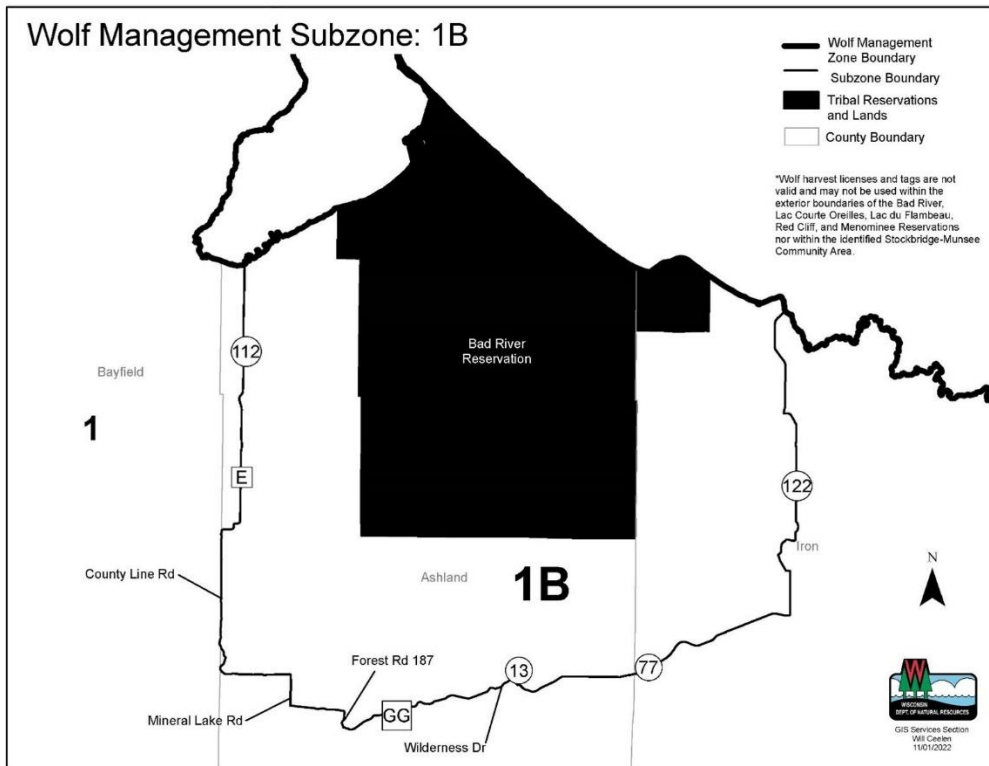 Wolf Management Subzone: 1B
Wolf Management
Zone Boundary
Subzone Boundary
Tribal Reservations
and Lands
County Boundary
*Wolf harvest licenses and tags are not
valid and may not be used within the
exterior boundaries of the Bad River,
Lac Courte Oreilles, Lac du Flambeau,
Red Cliff, and Menominee Reservations
nor within the identified Stockbridge-Munsee
Community Area.
112
Bad River
Reservation
Bayfield
1
E
122
Iron
County Line Rd
Ashland
1B
N
Forest Rd 187
13
77
Mineral Lake Rd
GG
Wilderness Dr
W
WISCONSIN
DEPT. OF NATURAL RESOURCES
GIS Services Section
Will Ceelen
11/01/2022